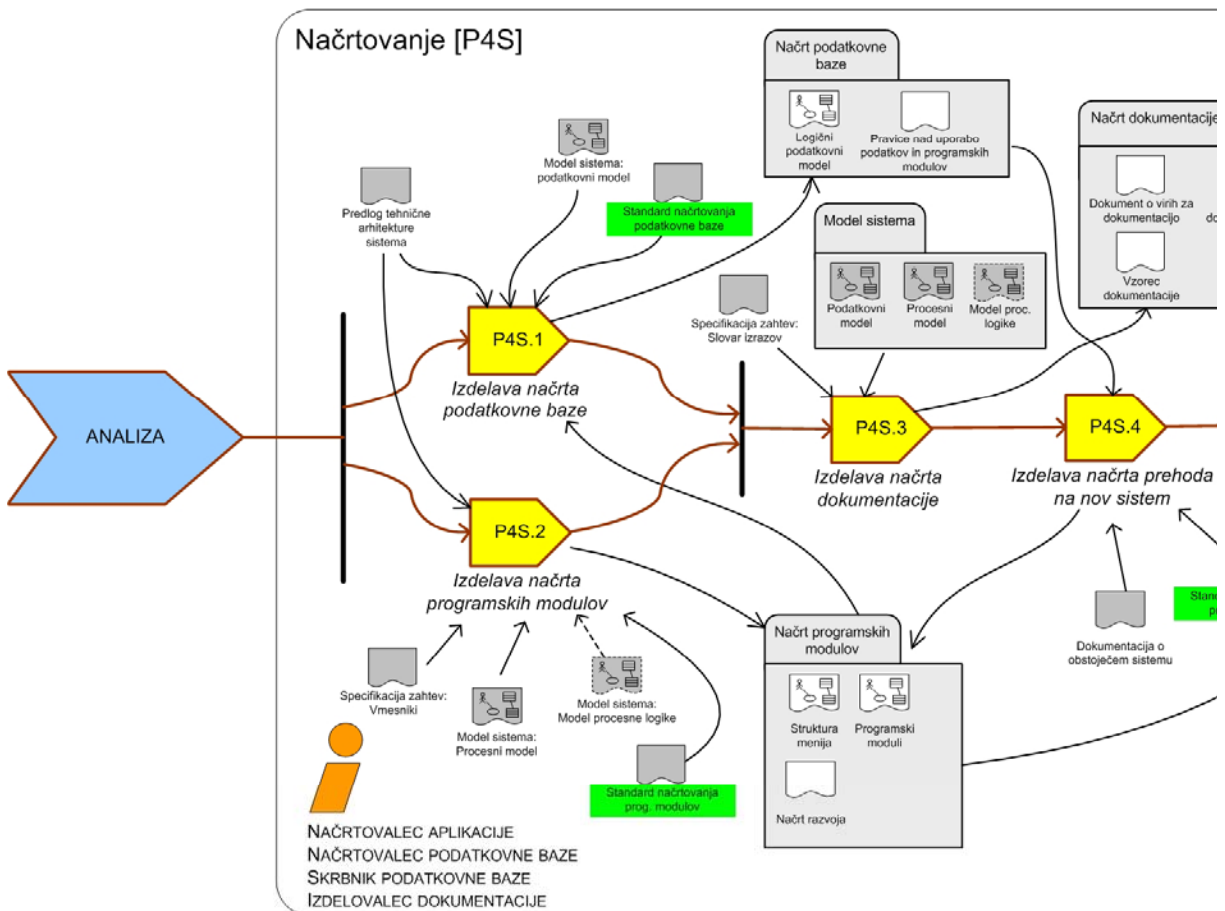 Načrtovanje [P4S]
Načrt podatkovne
baze
Logični
podatkovni
model
Pravice nad uporabo
podatkov in programskih
modulov
Načrt dokumentacije
Dokument o virih za
dokumentacijo
Vzorec
dokumentacije
Model sistema:
podatkovni model
Predlog tehnične
arhitekture
sistema
Standard načrtovanja
podatkovne baze
Model sistema
Podatkovni
model
Procesni
model
Model proc.
logike
Specifikacija zahtev:
Slovar izrazov
ANALIZA
P4S.1
Izdelava načrta
podatkovne baze
P4S.3
Izdelava načrta
dokumentacije
P4S.4
Izdelava načrta prehoda
na nov sistem
P4S.2
Izdelava načrta
programskih modulov
Specifikacija zahtev:
Vmesniki
Model sistema:
Procesni model
Model sistema:
Model procesne logike
Standard načrtovanja
prog. modulov
Načrt programskih
modulov
Struktura
menija
Programski
moduli
Načrt razvoja
Dokumentacija o
obstoječem sistemu
NAČRTOVALEC APLIKACIJE
NAČRTOVALEC PODATKOVNE BAZE
SKRBNIK PODATKOVNE BAZE
IZDELOVALEC DOKUMENTACIJE